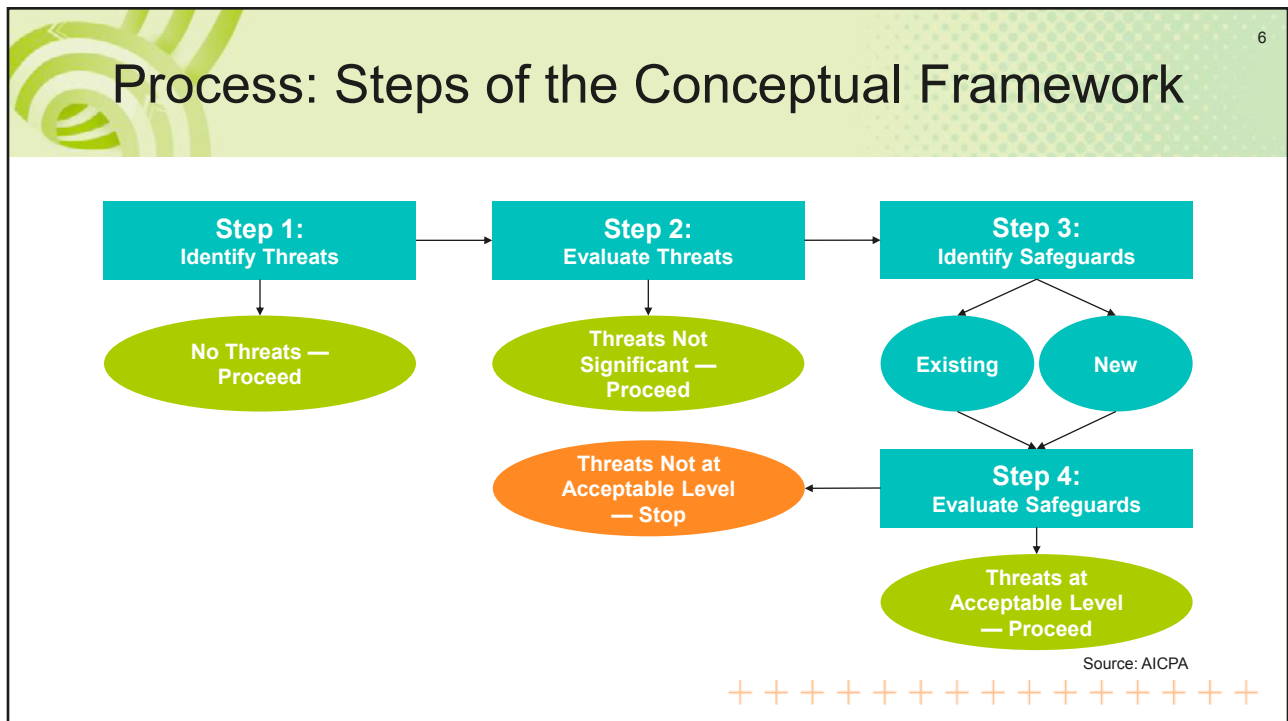 6
Process: Steps of the Conceptual Framework
Step 1:
Identify Threats
Step 2:
Evaluate Threats
Step 3:
Identify Safeguards
No Threats —
Proceed
Threats Not
Significant —
Proceed
Existing
New
Threats Not at
Acceptable Level
— Stop
Step 4:
Evaluate Safeguards
Threats at
Acceptable Level
— Proceed
Source: AICPA